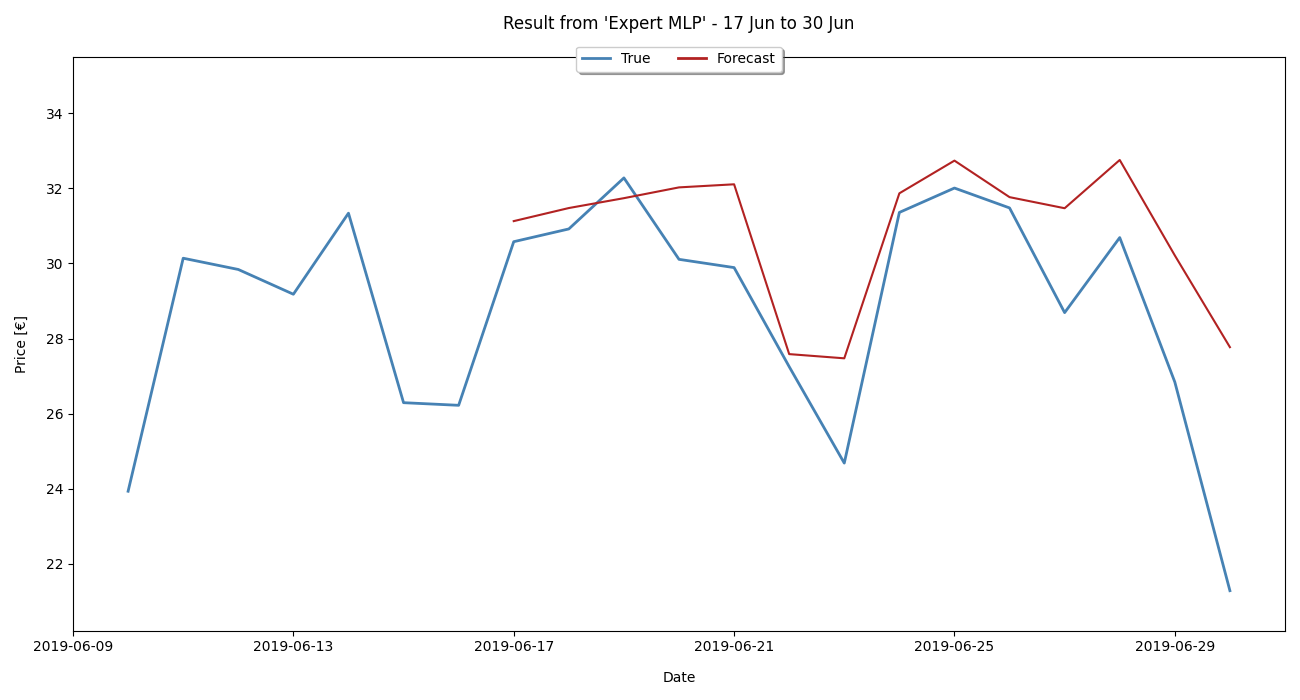 Result from 'Expert MLP' - 17 Jun to 30 Jun
True Forecast
34
32
30
28
26
24
22
Price [€]
2019-06-09 2019-06-13 2019-06-17 2019-06-21 2019-06-25 2019-06-29
Date